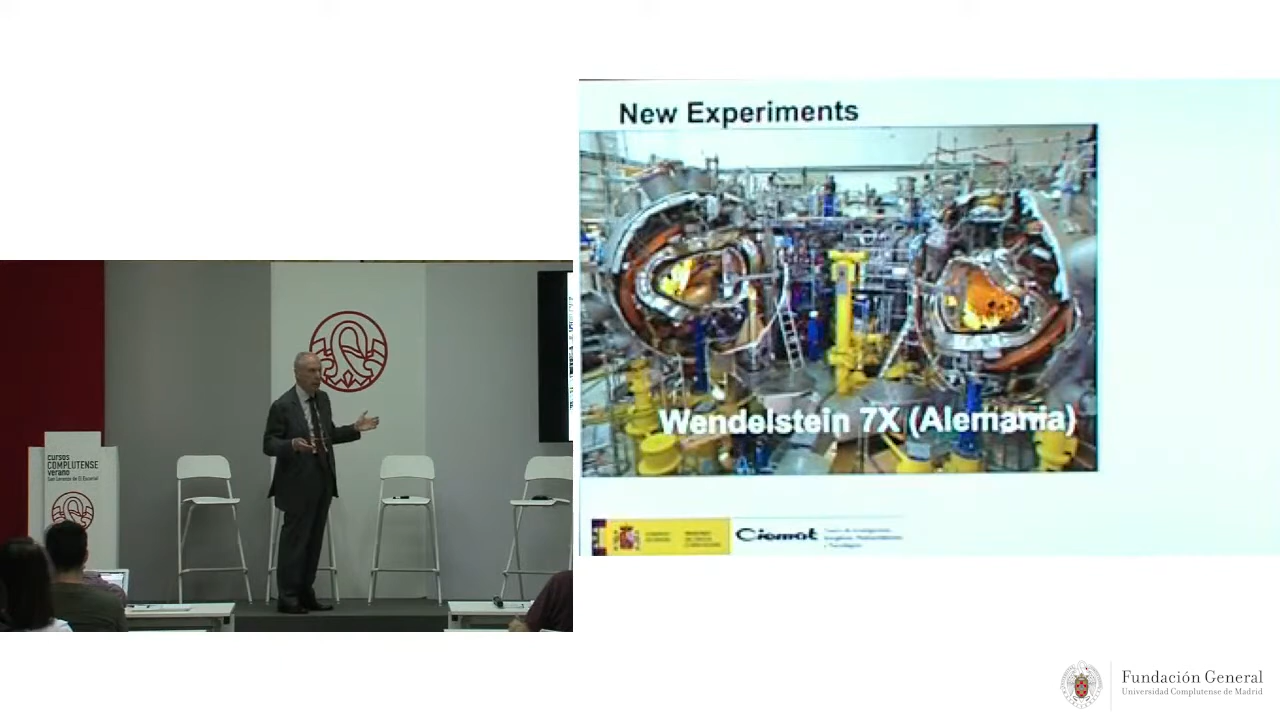 New Experiments
Wendelstein 7X (Alemania)
Ciemat
CURSOS
COMPLUTENSE
verano
San Lorenzo de El Escorial
Fundación General
Universidad Complutense de Madrid